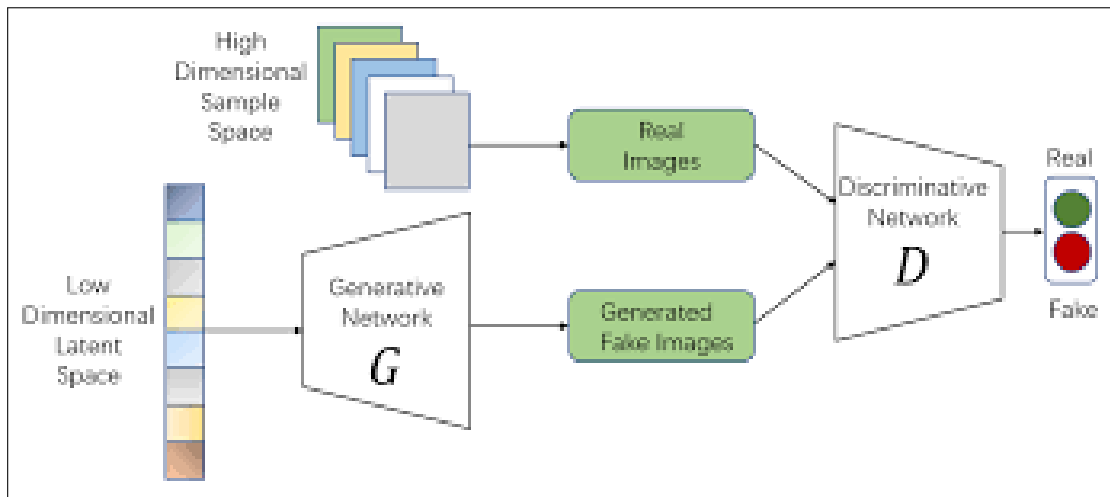 High
Dimensional
Sample
Space
Real
Images
Real
Discriminative
Network
D
Low
Dimensional
Latent
Space
Generative
Network
G
Generated
Fake Images
Fake